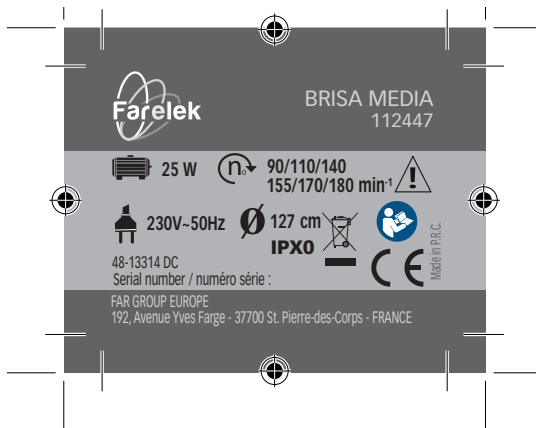 Farelek
BRISA MEDIA
112447
25 W
n₀
90/110/140
155/170/180 min-¹
230V~50Hz
Ø 127 cm
IPX0
48-13314 DC
Serial number / numéro série :
CE
Made in P.R.C.
FAR GROUP EUROPE
192, Avenue Yves Farge - 37700 St. Pierre-des-Corps - FRANCE